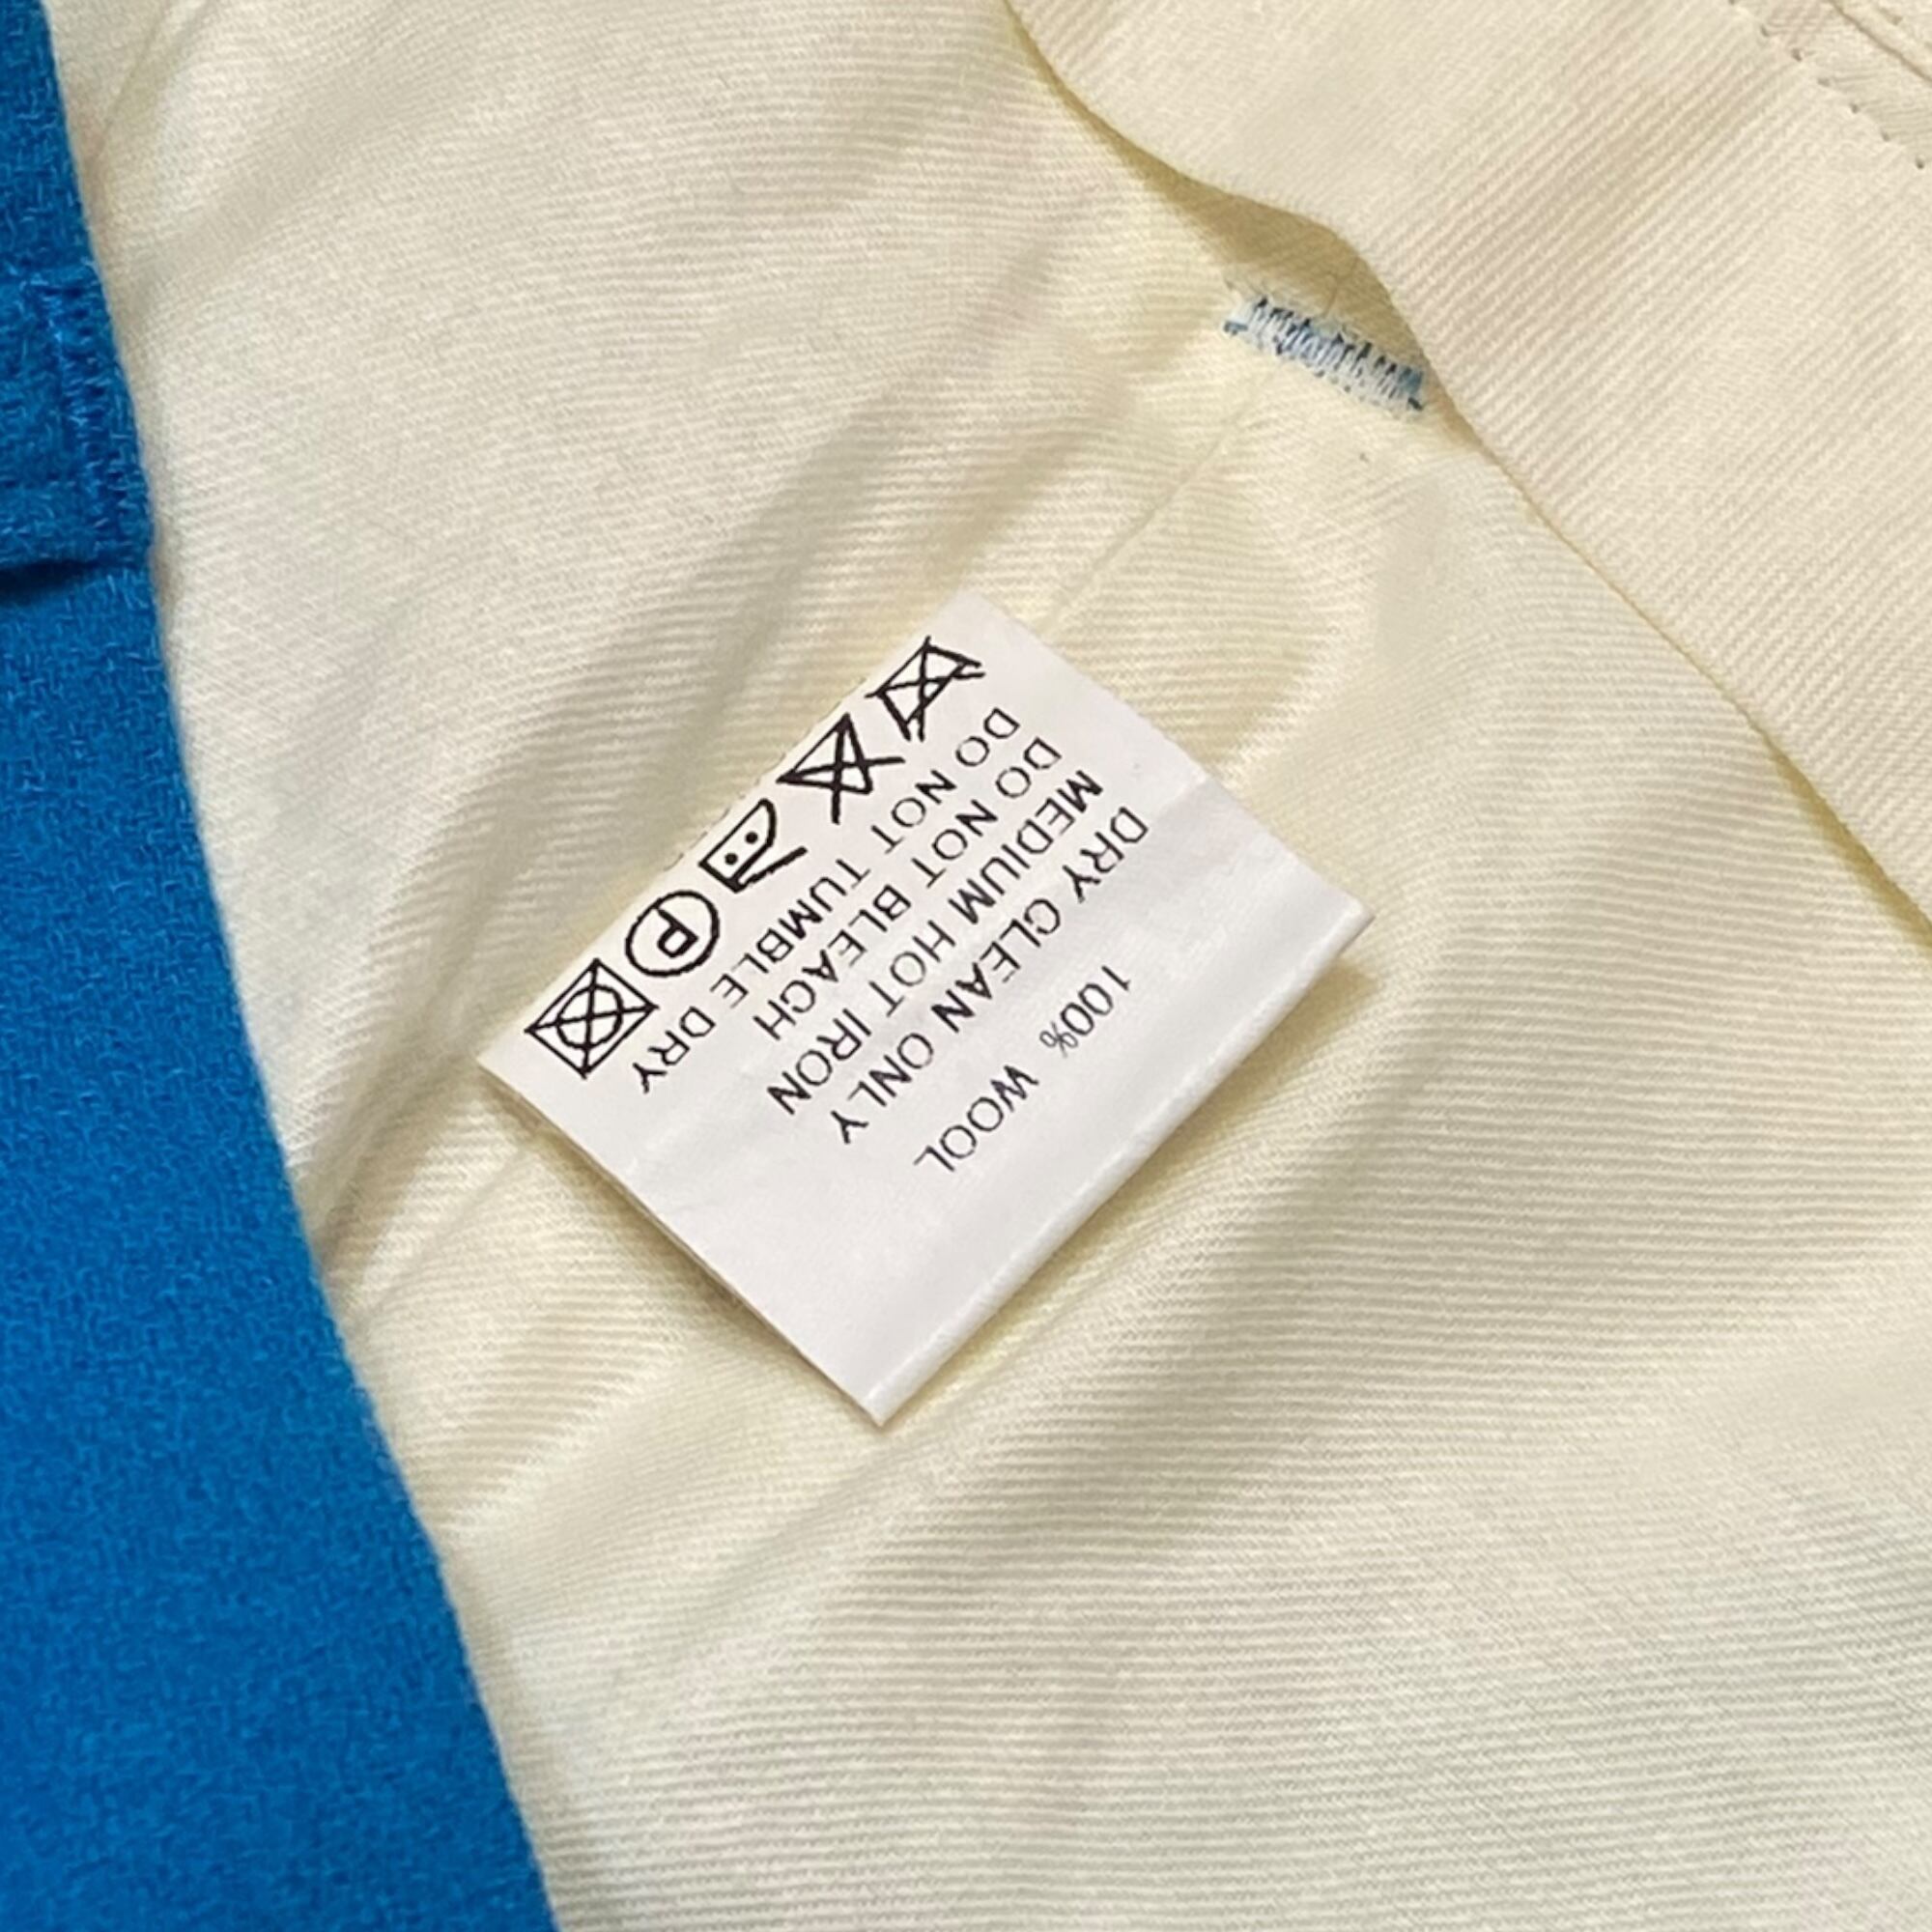 100% WOOL
DRY CLEAN ONLY
MEDIUM HOT IRON
DO NOT BLEACH
DO NOT TUMBLE DRY
P